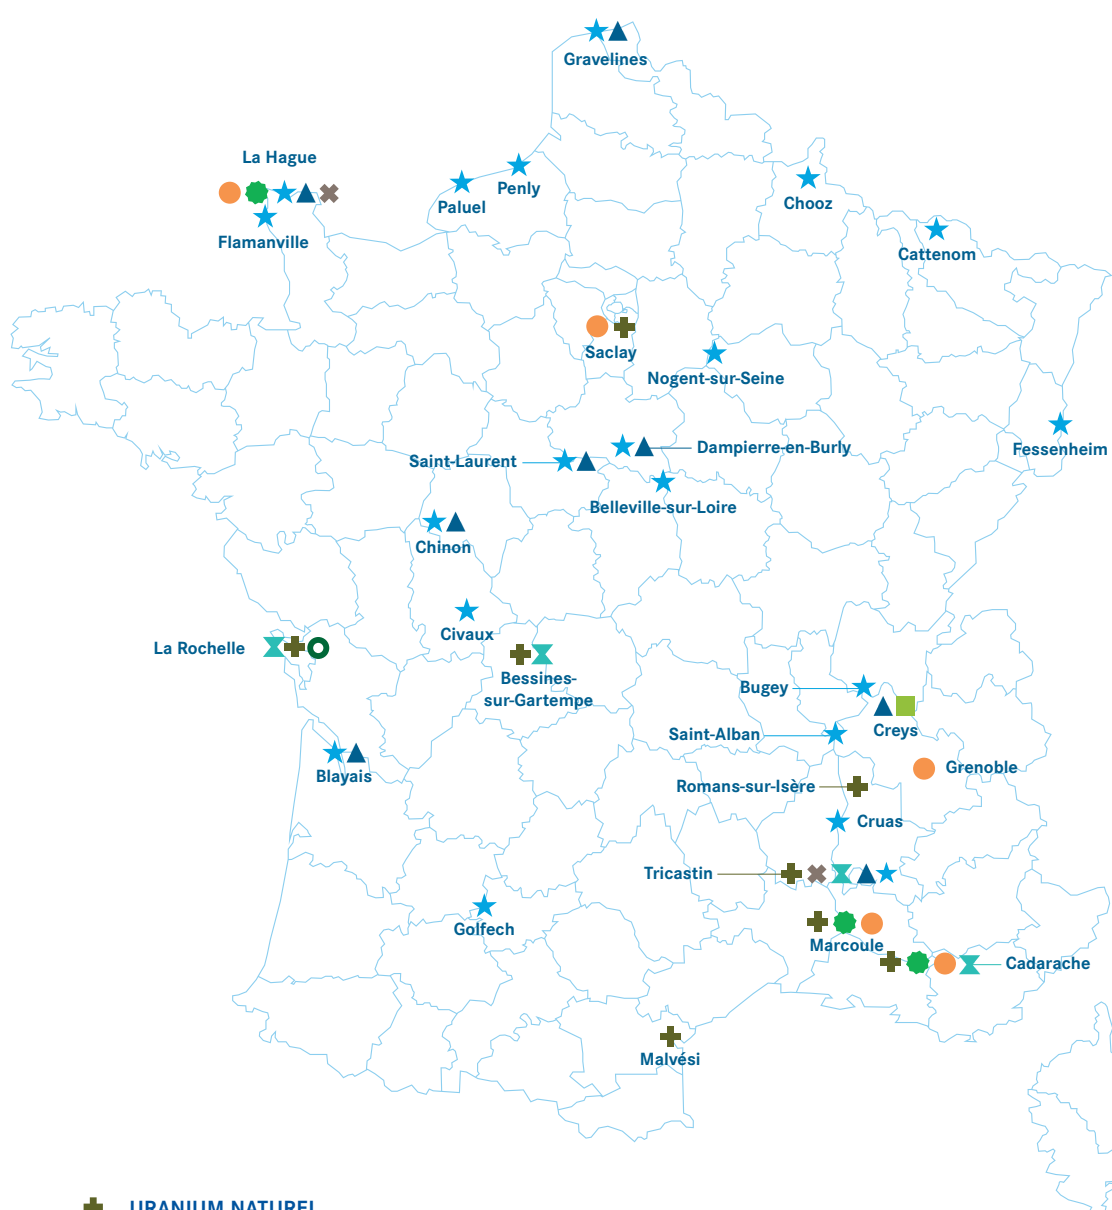 Gravelines
La Hague
Penly
Paluel
Chooz
Flamanville
Cattenom
Saclay
Nogent-sur-Seine
Fessenheim
Dampierre-en-Burly
Saint-Laurent
Belleville-sur-Loire
Chinon
Civaux
La Rochelle
Bessines-
sur-Gartempe
Bugey
Creys
Saint-Alban
Grenoble
Blayais
Romans-sur-Isère
Cruas
Tricastin
Golfech
Marcoule
Cadarache
Malvési
URANIUM NATUREL